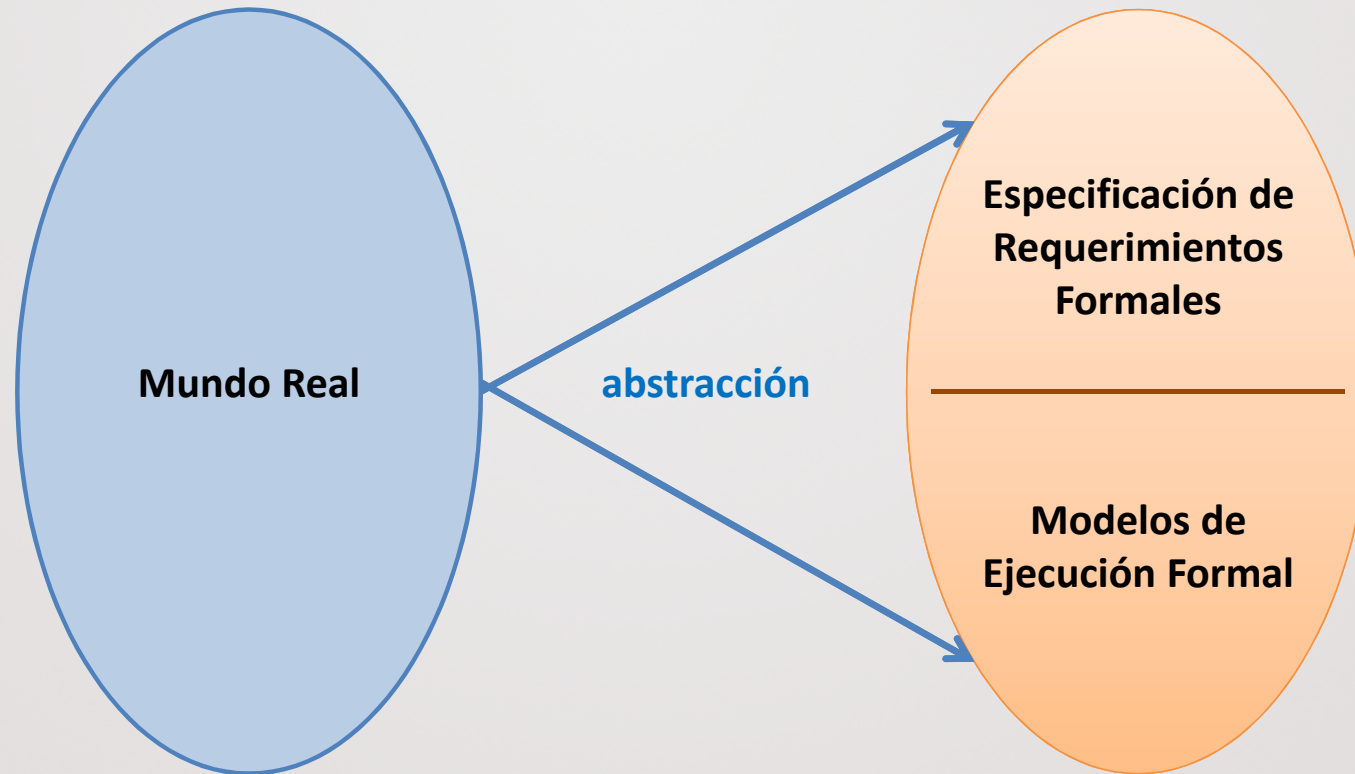 Mundo Real
abstracción
Especificación de
Requerimientos
Formales
Modelos de
Ejecución Formal